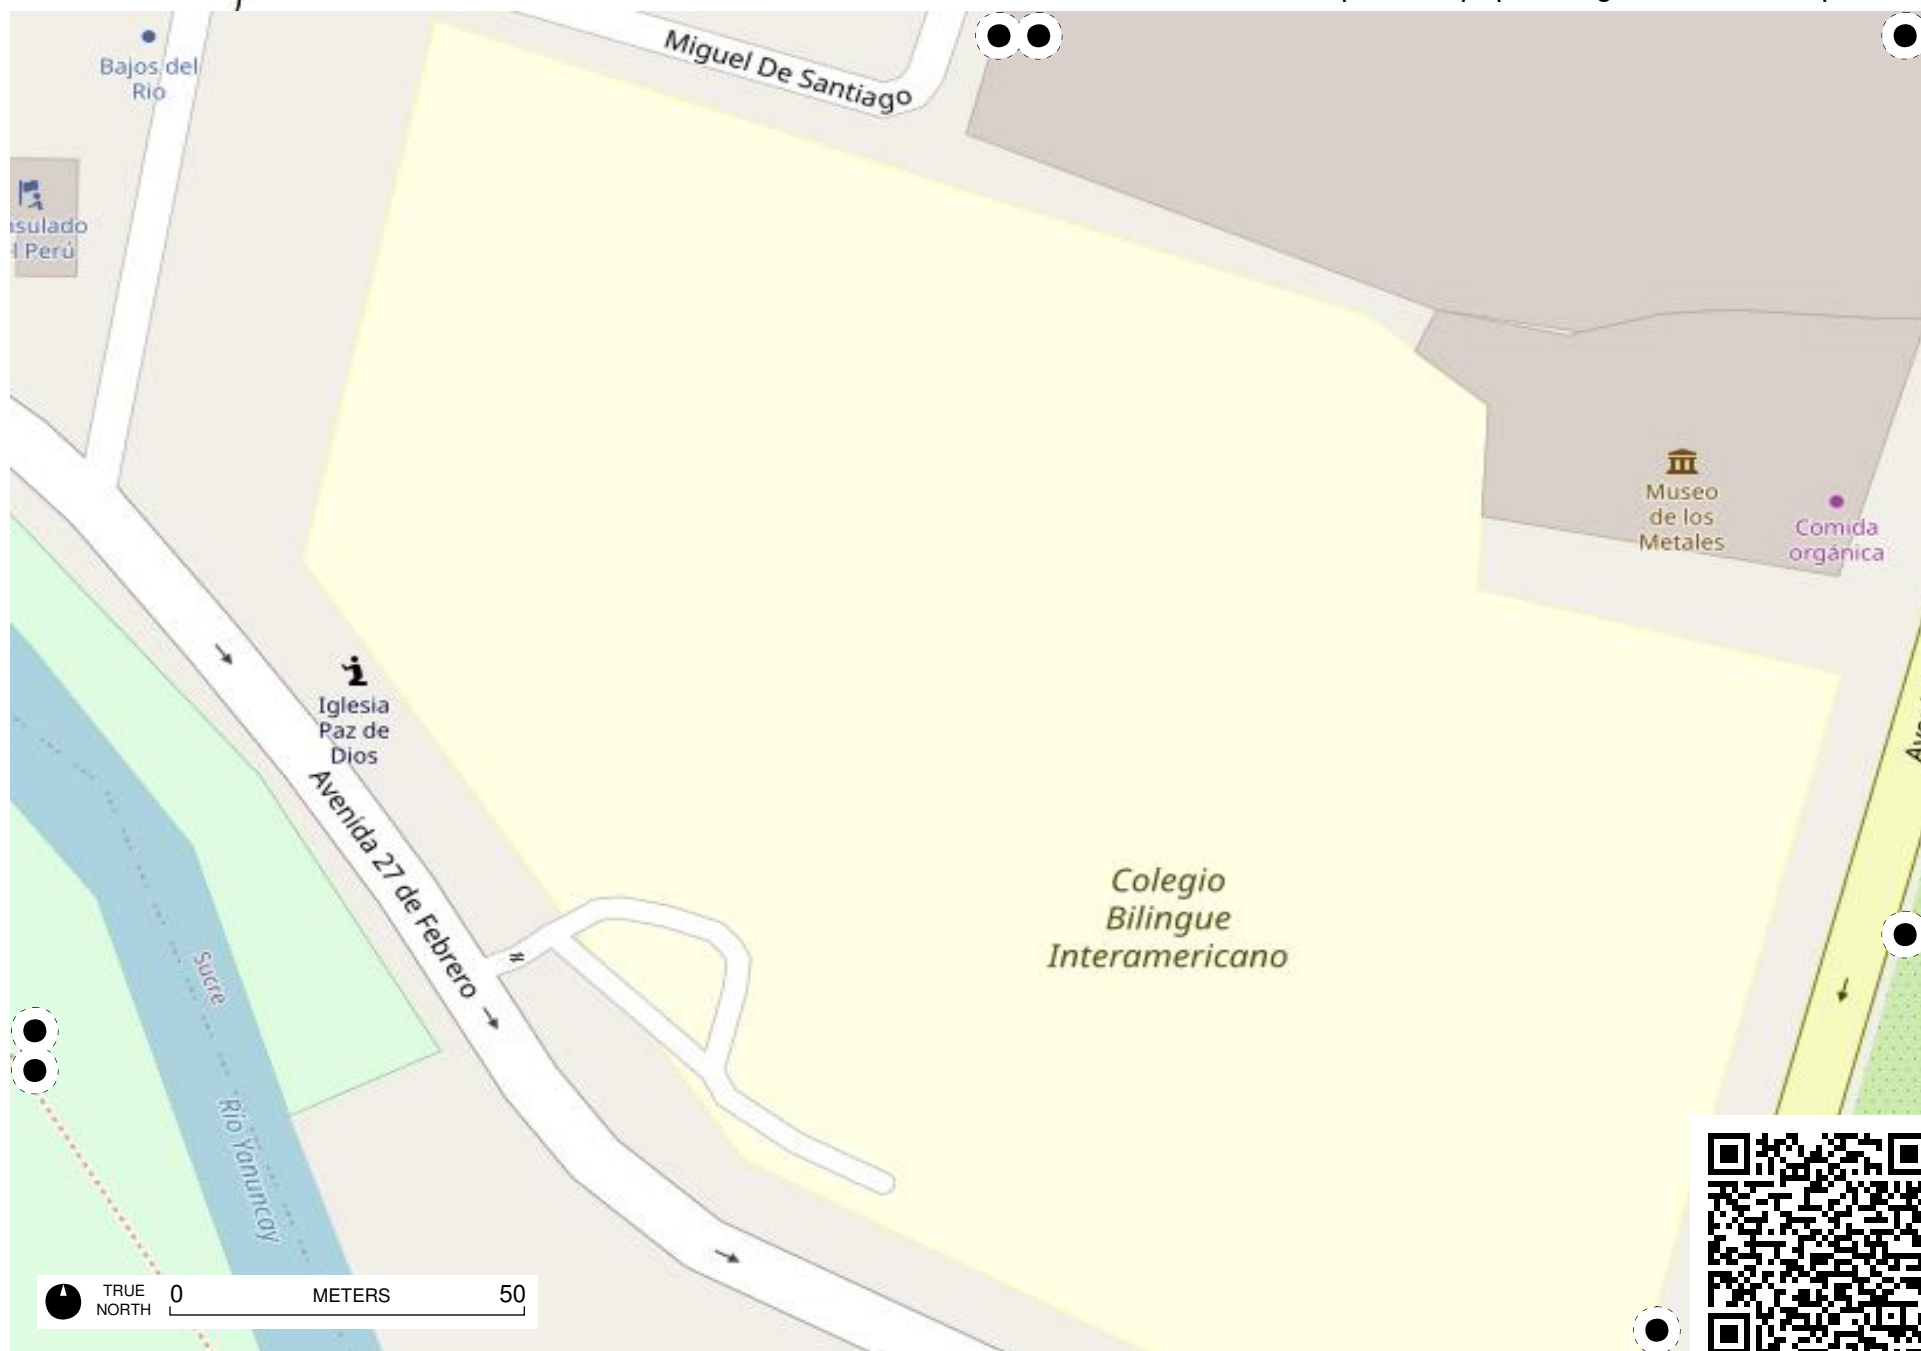 Miguel De Santiago
Bajos del
Rio
nsulado
l Perú
Museo
de los
Metales
Comida
orgánica
Iglesia
Paz de
Dios
Avenida 27 de Febrero
Colegio
Bilingue
Interamericano
Sucre
Río Yanuncay
TRUE
NORTH
0 METERS 50